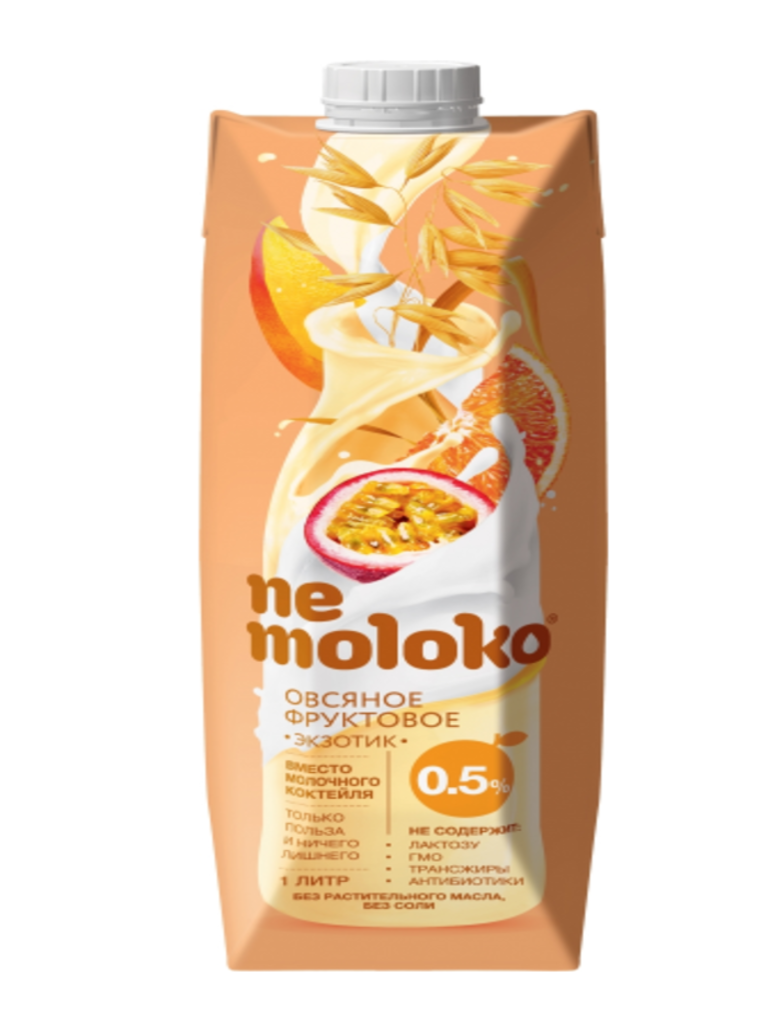 ne
moloko®
ОВСЯНОЕ
ФРУКТОВОЕ
• ЭКЗОТИК •
ВМЕСТО
МОЛОЧНОГО
КОКТЕЙЛЯ
0.5%
ТОЛЬКО
ПОЛЬЗА
И НИЧЕГО
ЛИШНЕГО
1 ЛИТР
НЕ СОДЕРЖИТ:
• ЛАКТОЗУ
• ГМО
• ТРАНСЖИРЫ
• АНТИБИОТИКИ
БЕЗ РАСТИТЕЛЬНОГО МАСЛА,
БЕЗ СОЛИ